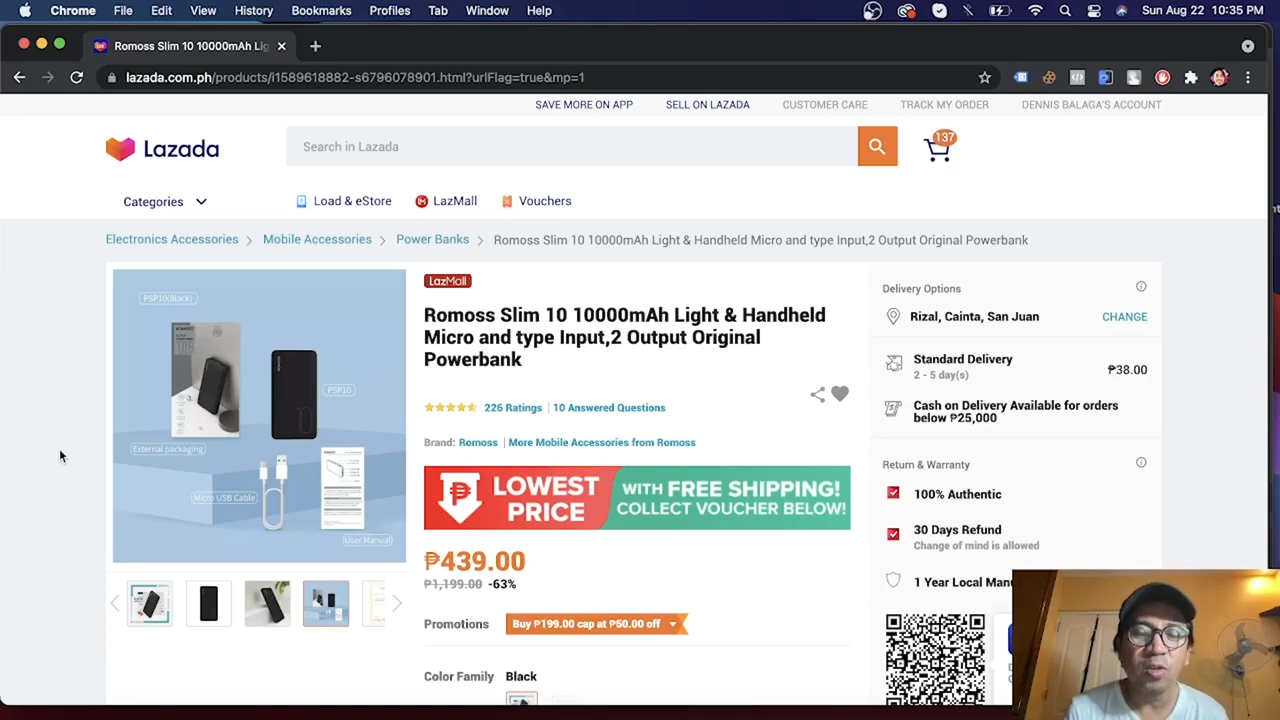 Chrome File Edit View History Bookmarks Profiles Tab Window Help Sun Aug 22 10:35 PM
Romoss Slim 10 10000mAh Lig
lazada.com.ph/products/i1589618882-s6796078901.html?urlFlag=true&mp=1
SAVE MORE ON APP SELL ON LAZADA CUSTOMER CARE TRACK MY ORDER DENNIS BALAGA'S ACCOUNT
Lazada Search in Lazada 137
Categories Load & eStore LazMall Vouchers
Electronics Accessories Mobile Accessories Power Banks Romoss Slim 10 10000mAh Light & Handheld Micro and type Input,2 Output Original Powerbank
PSP10(Black)
PSP10
External packaging
Micro USB Cable
User Manual
LazMall
Romoss Slim 10 10000mAh Light & Handheld
Micro and type Input,2 Output Original
Powerbank
226 Ratings 10 Answered Questions
Brand: Romoss More Mobile Accessories from Romoss
LOWEST PRICE WITH FREE SHIPPING! COLLECT VOUCHER BELOW!
₱439.00
₱1,199.00 -63%
Promotions Buy ₱199.00 cap at ₱50.00 off
Color Family Black
Delivery Options
Rizal, Cainta, San Juan CHANGE
Standard Delivery ₱38.00
2 - 5 day(s)
Cash on Delivery Available for orders
below ₱25,000
Return & Warranty
100% Authentic
30 Days Refund
Change of mind is allowed
1 Year Local Manu